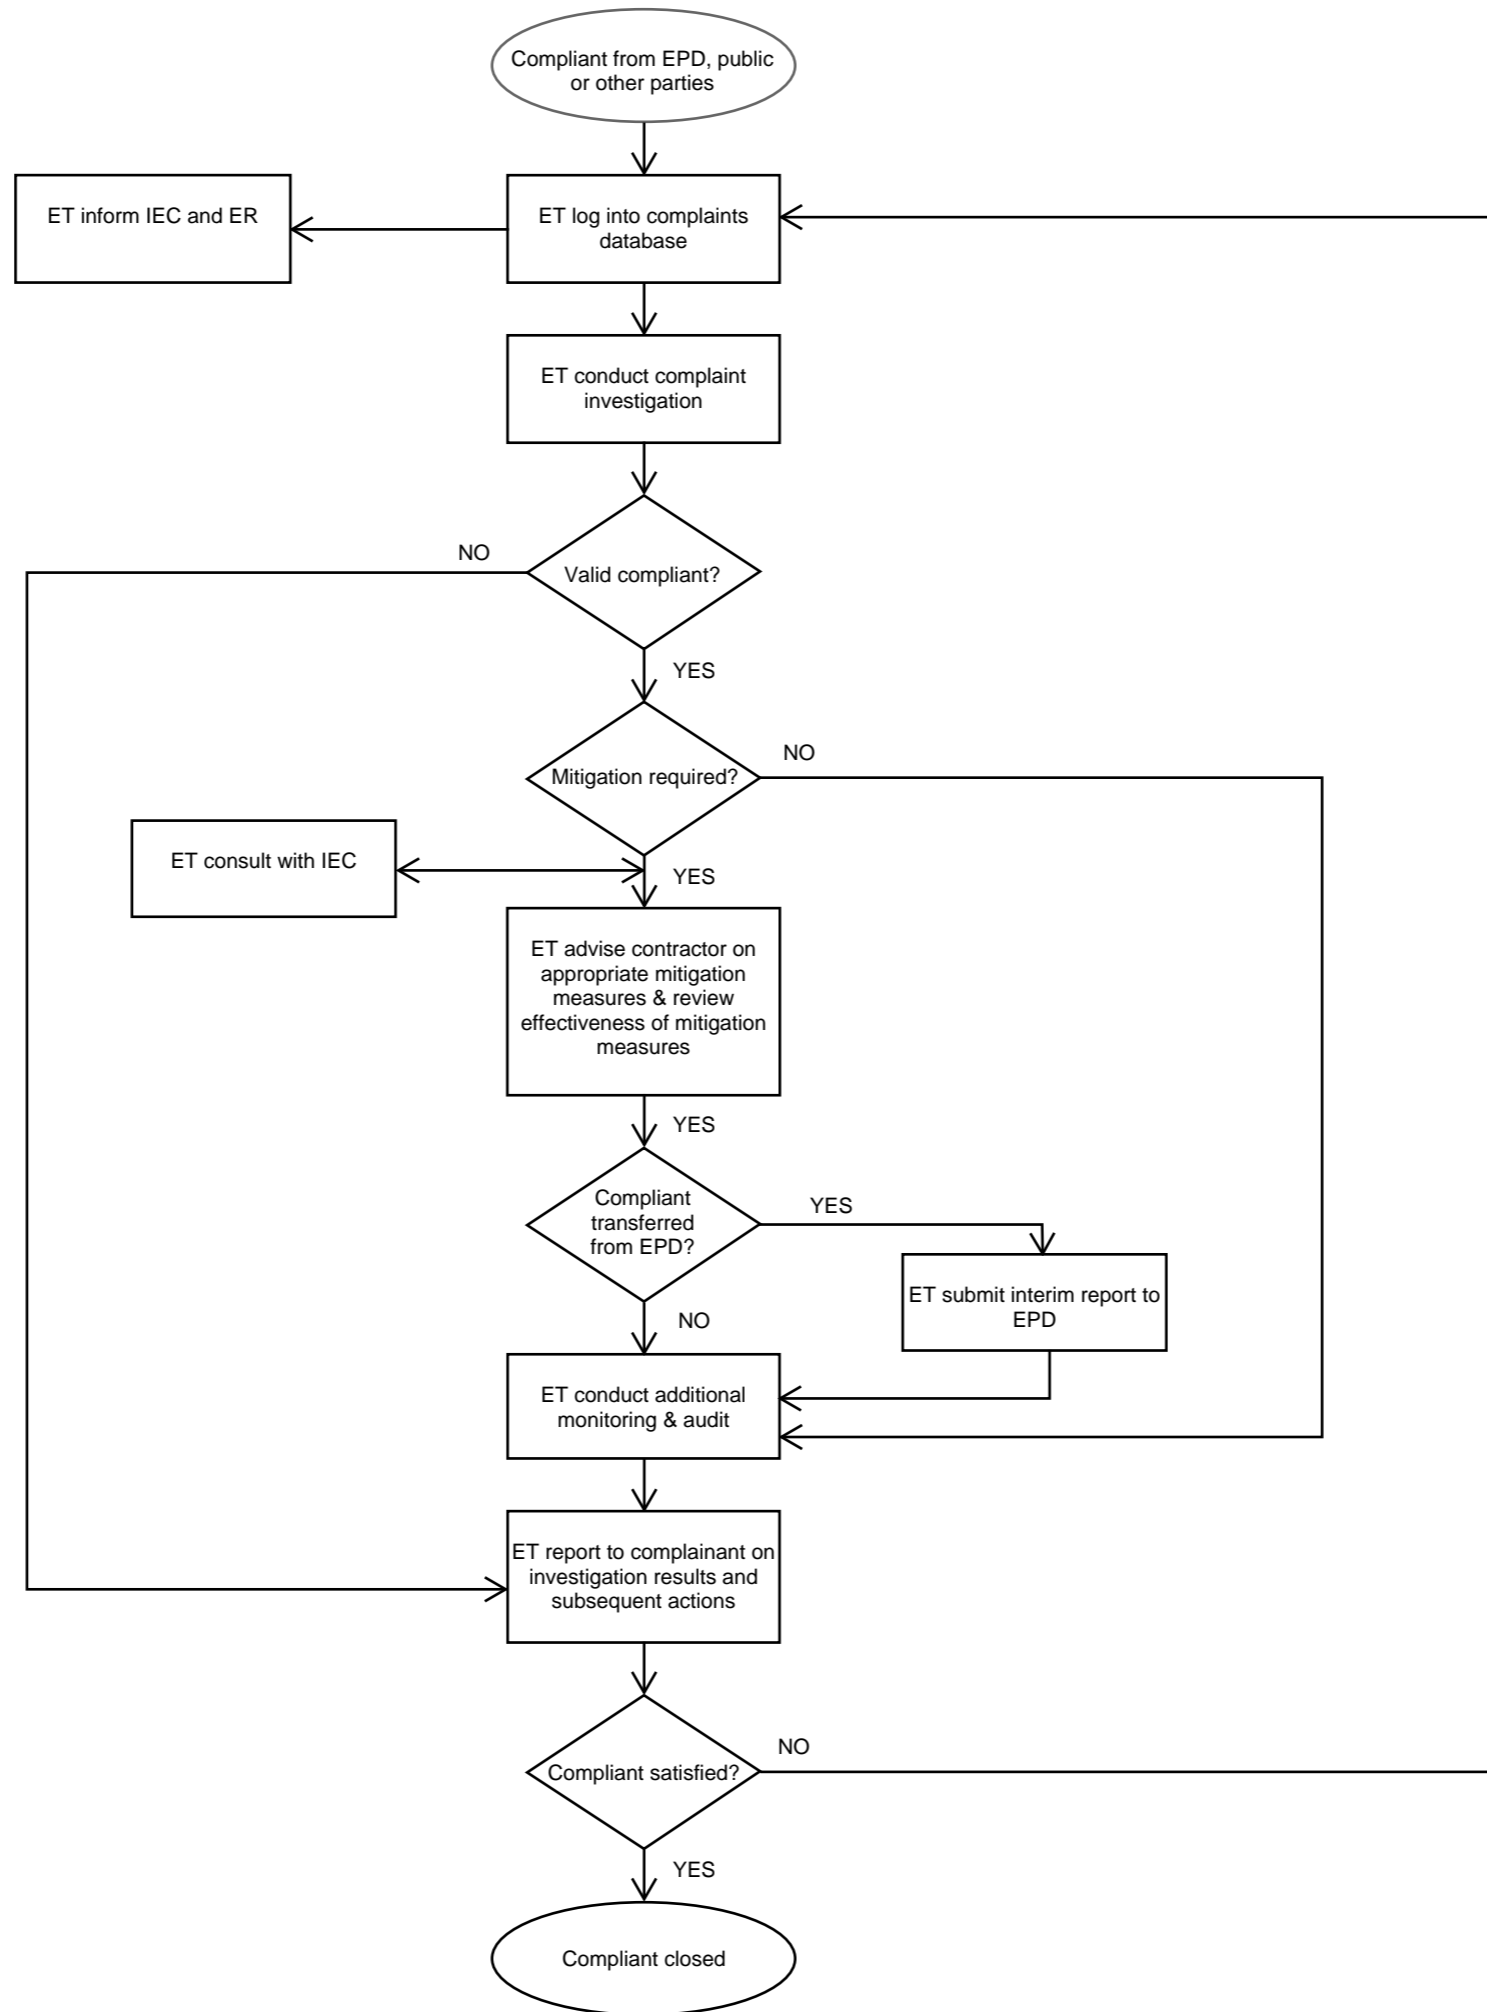 Compliant from EPD, public
or other parties
ET inform IEC and ER
ET log into complaints
database
ET conduct complaint
investigation
NO
Valid compliant?
YES
Mitigation required?
NO
ET consult with IEC
YES
ET advise contractor on
appropriate mitigation
measures & review
effectiveness of mitigation
measures
YES
Compliant
transferred
from EPD?
YES
ET submit interim report to
EPD
NO
ET conduct additional
monitoring & audit
ET report to complainant on
investigation results and
subsequent actions
Compliant satisfied?
NO
YES
Compliant closed